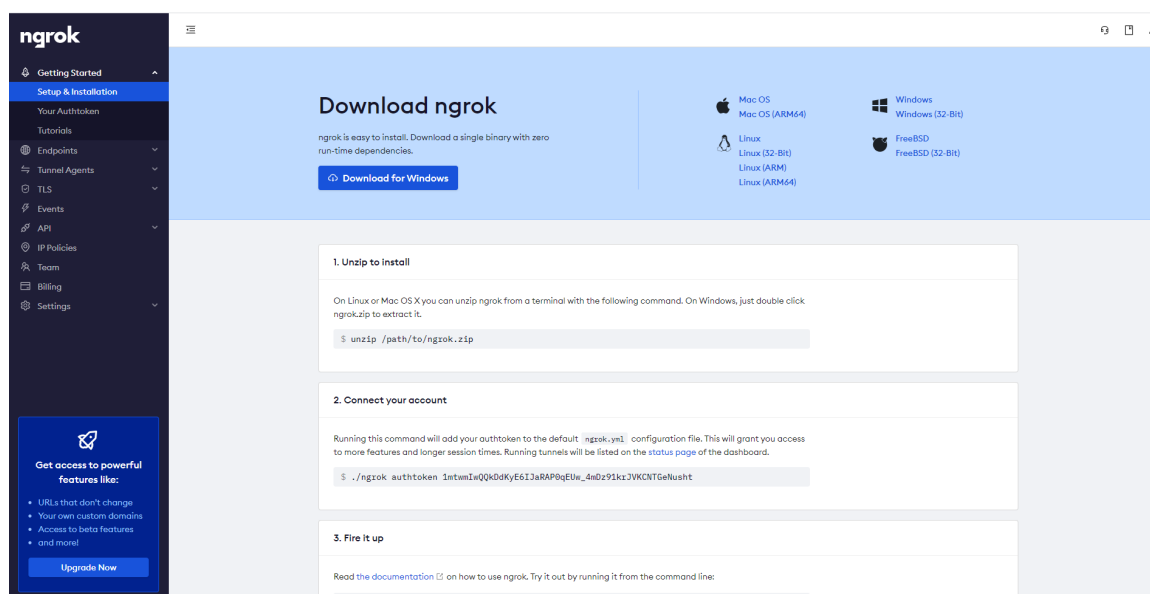 ngrok
Getting Started
Setup & Installation
Your Authtoken
Tutorials
Endpoints
Tunnel Agents
TLS
Events
API
IP Policies
Team
Billing
Settings
Get access to powerful
features like:
• URLs that don't change
• Your own custom domains
• Access to beta features
• and more!
Upgrade Now
Download ngrok
ngrok is easy to install. Download a single binary with zero
run-time dependencies.
Download for Windows
Mac OS
Mac OS (ARM64)
Linux
Linux (32-Bit)
Linux (ARM)
Linux (ARM64)
Windows
Windows (32-Bit)
FreeBSD
FreeBSD (32-Bit)
1. Unzip to install
On Linux or Mac OS X you can unzip ngrok from a terminal with the following command. On Windows, just double click
ngrok.zip to extract it.
$ unzip /path/to/ngrok.zip
2. Connect your account
Running this command will add your authtoken to the default ngrok.yml configuration file. This will grant you access
to more features and longer session times. Running tunnels will be listed on the status page of the dashboard.
$ ./ngrok authtoken 1mtwmIwQQkDdKyE6IJaRAP0qEUw_4mDz91krJVKCNTGeNusht
3. Fire it up
Read the documentation on how to use ngrok. Try it out by running it from the command line: